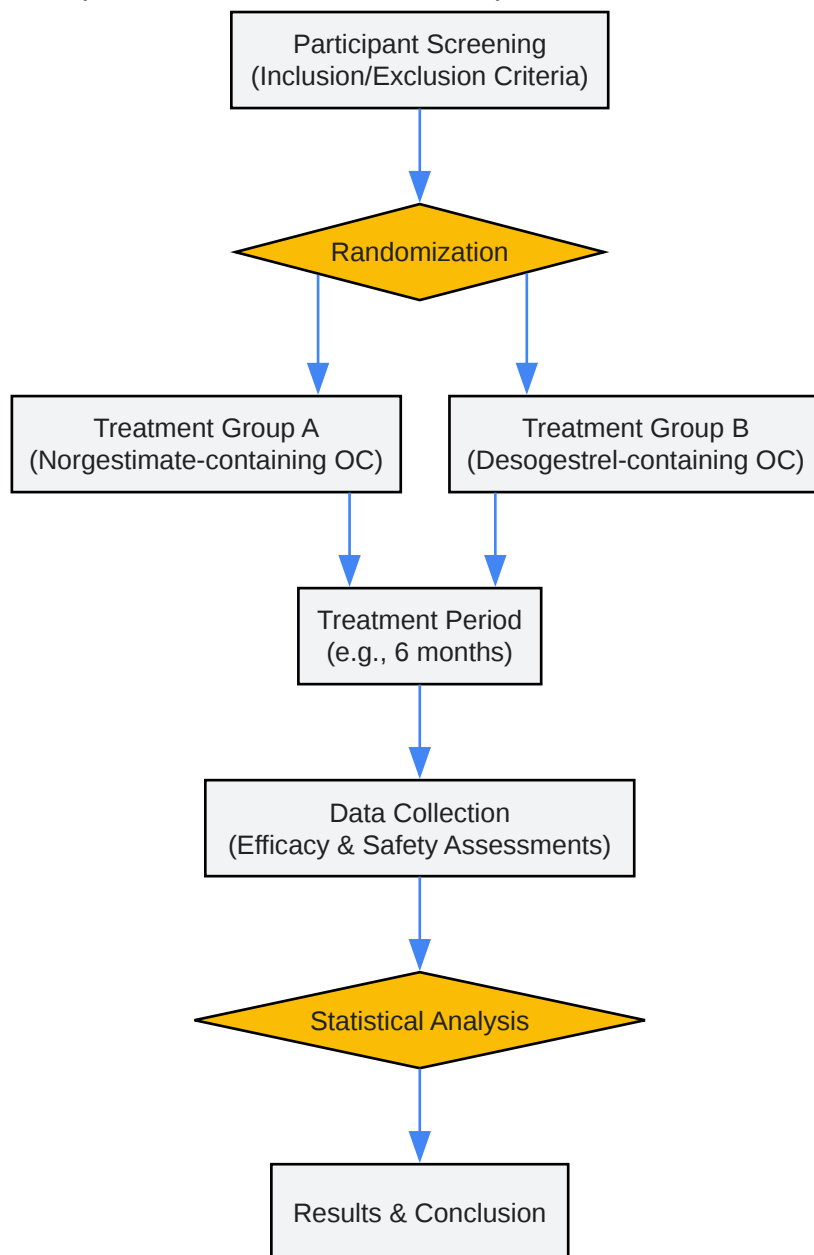 Participant Screening
(Inclusion/Exclusion Criteria)
Randomization
Treatment Group A
(Norgestimate-containing OC)
Treatment Group B
(Desogestrel-containing OC)
Treatment Period
(e.g., 6 months)
Data Collection
(Efficacy & Safety Assessments)
Statistical Analysis
Results & Conclusion